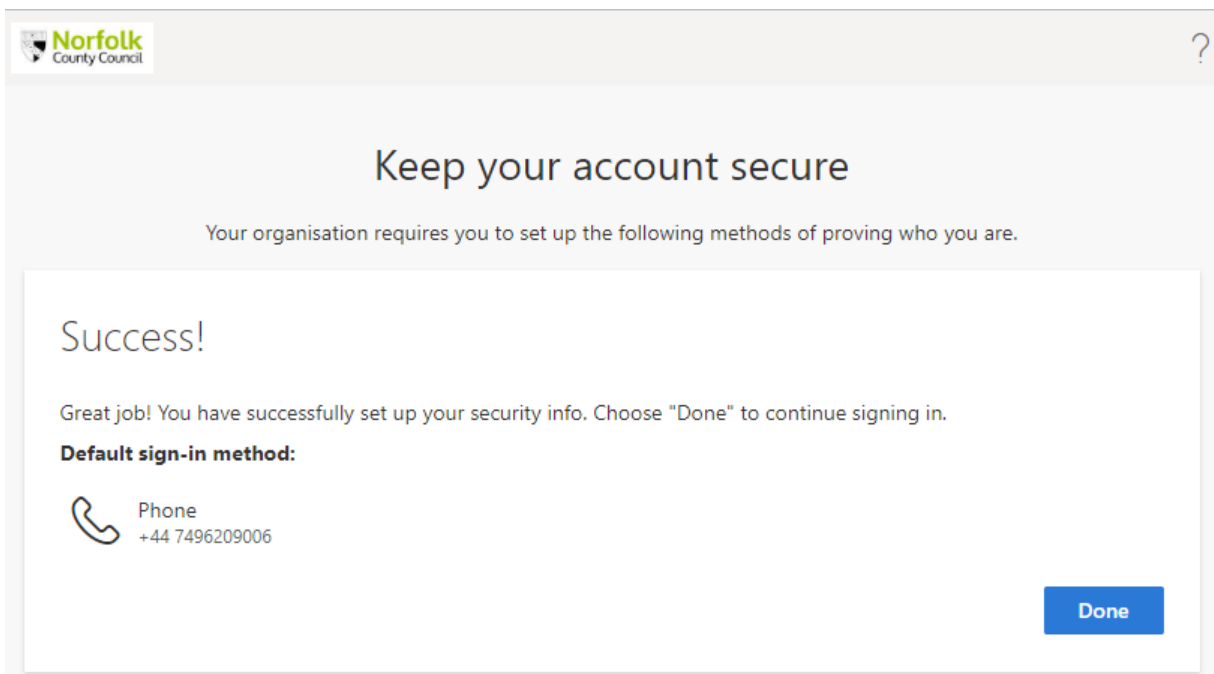 Norfolk
County Council
?
Keep your account secure
Your organisation requires you to set up the following methods of proving who you are.
Success!
Great job! You have successfully set up your security info. Choose "Done" to continue signing in.
Default sign-in method:
Phone
+44 7496209006
Done